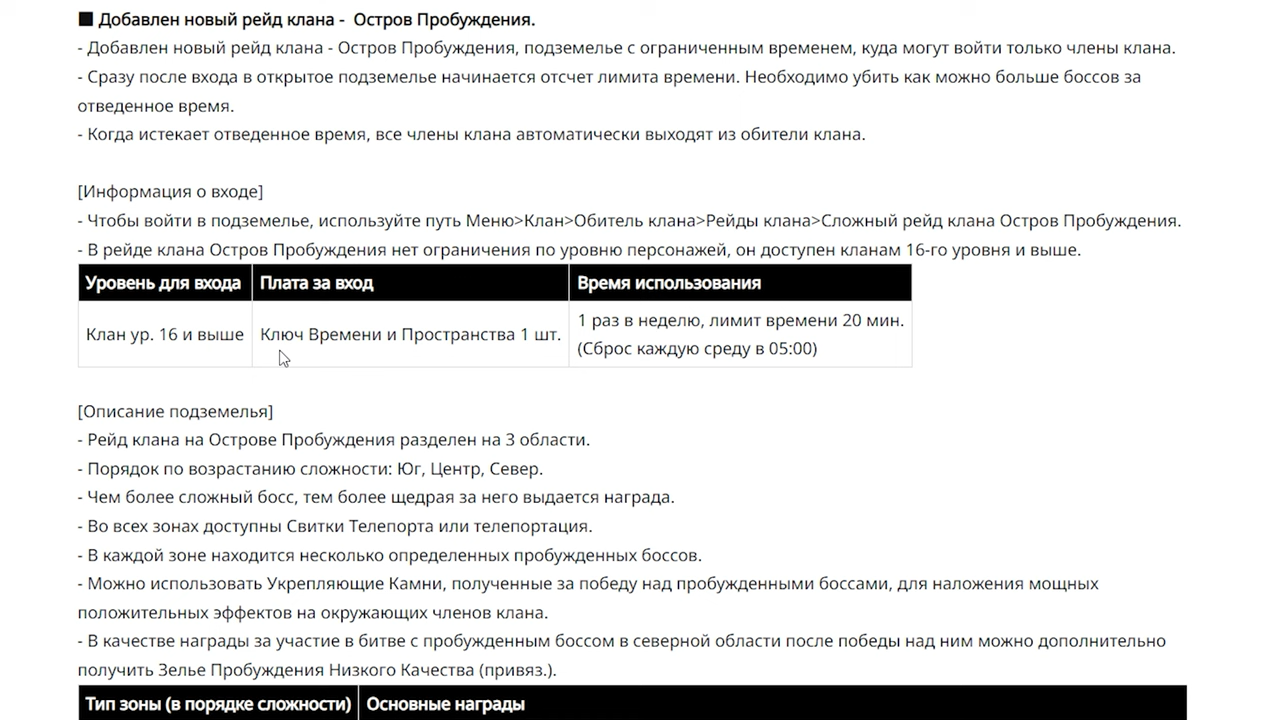 ■ Добавлен новый рейд клана - Остров Пробуждения.
- Добавлен новый рейд клана - Остров Пробуждения, подземелье с ограниченным временем, куда могут войти только члены клана.
- Сразу после входа в открытое подземелье начинается отсчет лимита времени. Необходимо убить как можно больше боссов за
отведенное время.
- Когда истекает отведенное время, все члены клана автоматически выходят из обители клана.
[Информация о входе]
- Чтобы войти в подземелье, используйте путь Меню>Клан>Обитель клана>Рейды клана>Сложный рейд клана Остров Пробуждения.
- В рейде клана Остров Пробуждения нет ограничения по уровню персонажей, он доступен кланам 16-го уровня и выше.
Уровень для входа Плата за вход Время использования
Клан ур. 16 и выше Ключ Времени и Пространства 1 шт. 1 раз в неделю, лимит времени 20 мин.
(Сброс каждую среду в 05:00)
[Описание подземелья]
- Рейд клана на Острове Пробуждения разделен на 3 области.
- Порядок по возрастанию сложности: Юг, Центр, Север.
- Чем более сложный босс, тем более щедрая за него выдается награда.
- Во всех зонах доступны Свитки Телепорта или телепортация.
- В каждой зоне находится несколько определенных пробужденных боссов.
- Можно использовать Укрепляющие Камни, полученные за победу над пробужденными боссами, для наложения мощных
положительных эффектов на окружающих членов клана.
- В качестве награды за участие в битве с пробужденным боссом в северной области после победы над ним можно дополнительно
получить Зелье Пробуждения Низкого Качества (привяз.).
Тип зоны (в порядке сложности) Основные награды